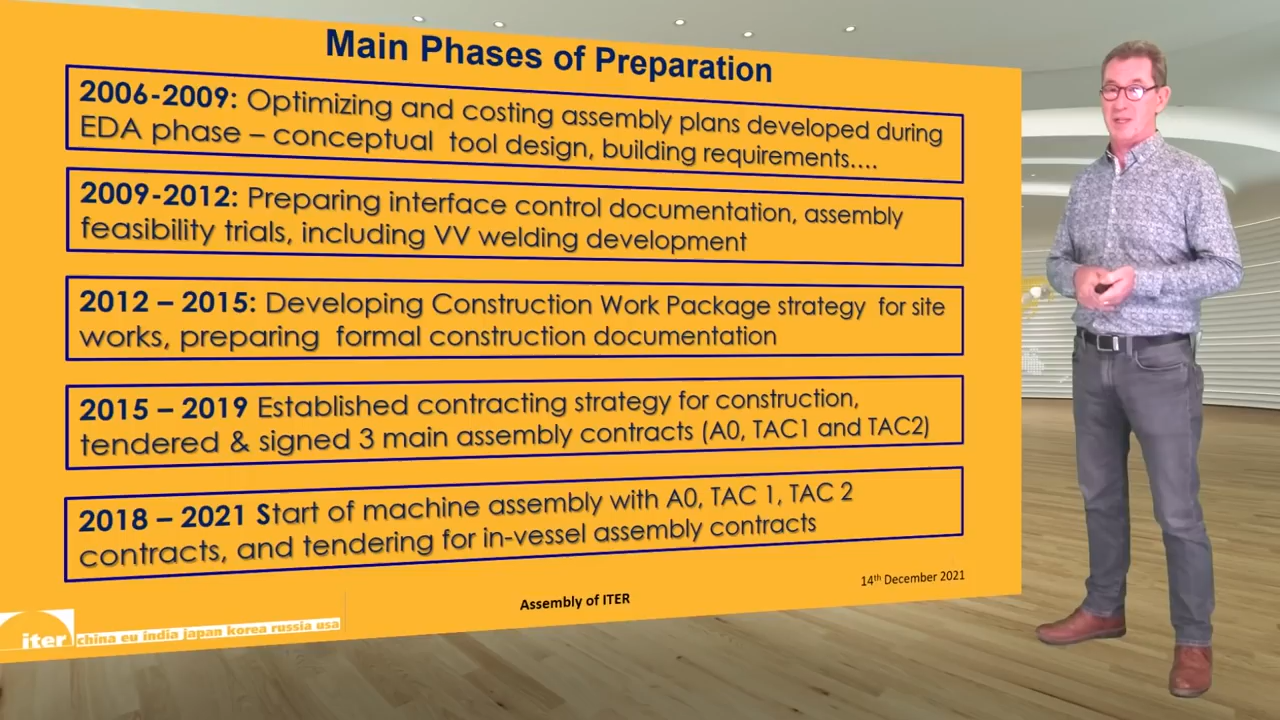 Main Phases of Preparation
2006-2009: Optimizing and costing assembly plans developed during
EDA phase – conceptual tool design, building requirements....
2009-2012: Preparing interface control documentation, assembly
feasibility trials, including VV welding development
2012 – 2015: Developing Construction Work Package strategy for site
works, preparing formal construction documentation
2015 – 2019 Established contracting strategy for construction,
tendered & signed 3 main assembly contracts (A0, TAC1 and TAC2)
2018 – 2021 Start of machine assembly with A0, TAC 1, TAC 2
contracts, and tendering for in-vessel assembly contracts
14th December 2021
Assembly of ITER
iter china eu india japan korea russia usa